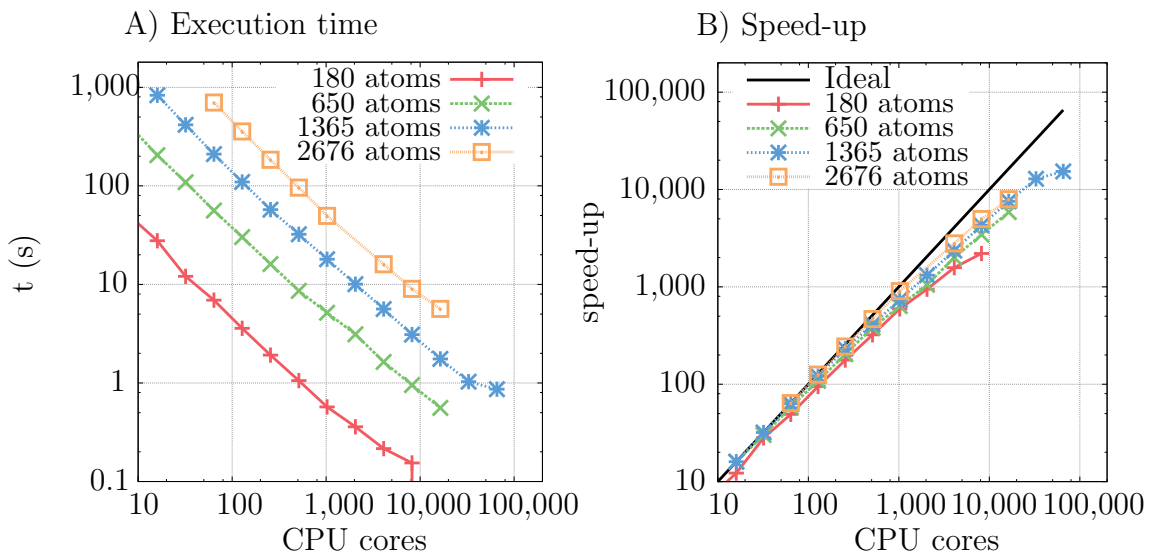 A) Execution time
t (s)
1,000
100
10
1
0.1
180 atoms
650 atoms
1365 atoms
2676 atoms
10
100
1,000
10,000
100,000
CPU cores
B) Speed-up
speed-up
100,000
10,000
1,000
100
10
Ideal
180 atoms
650 atoms
1365 atoms
2676 atoms
10
100
1,000
10,000
100,000
CPU cores